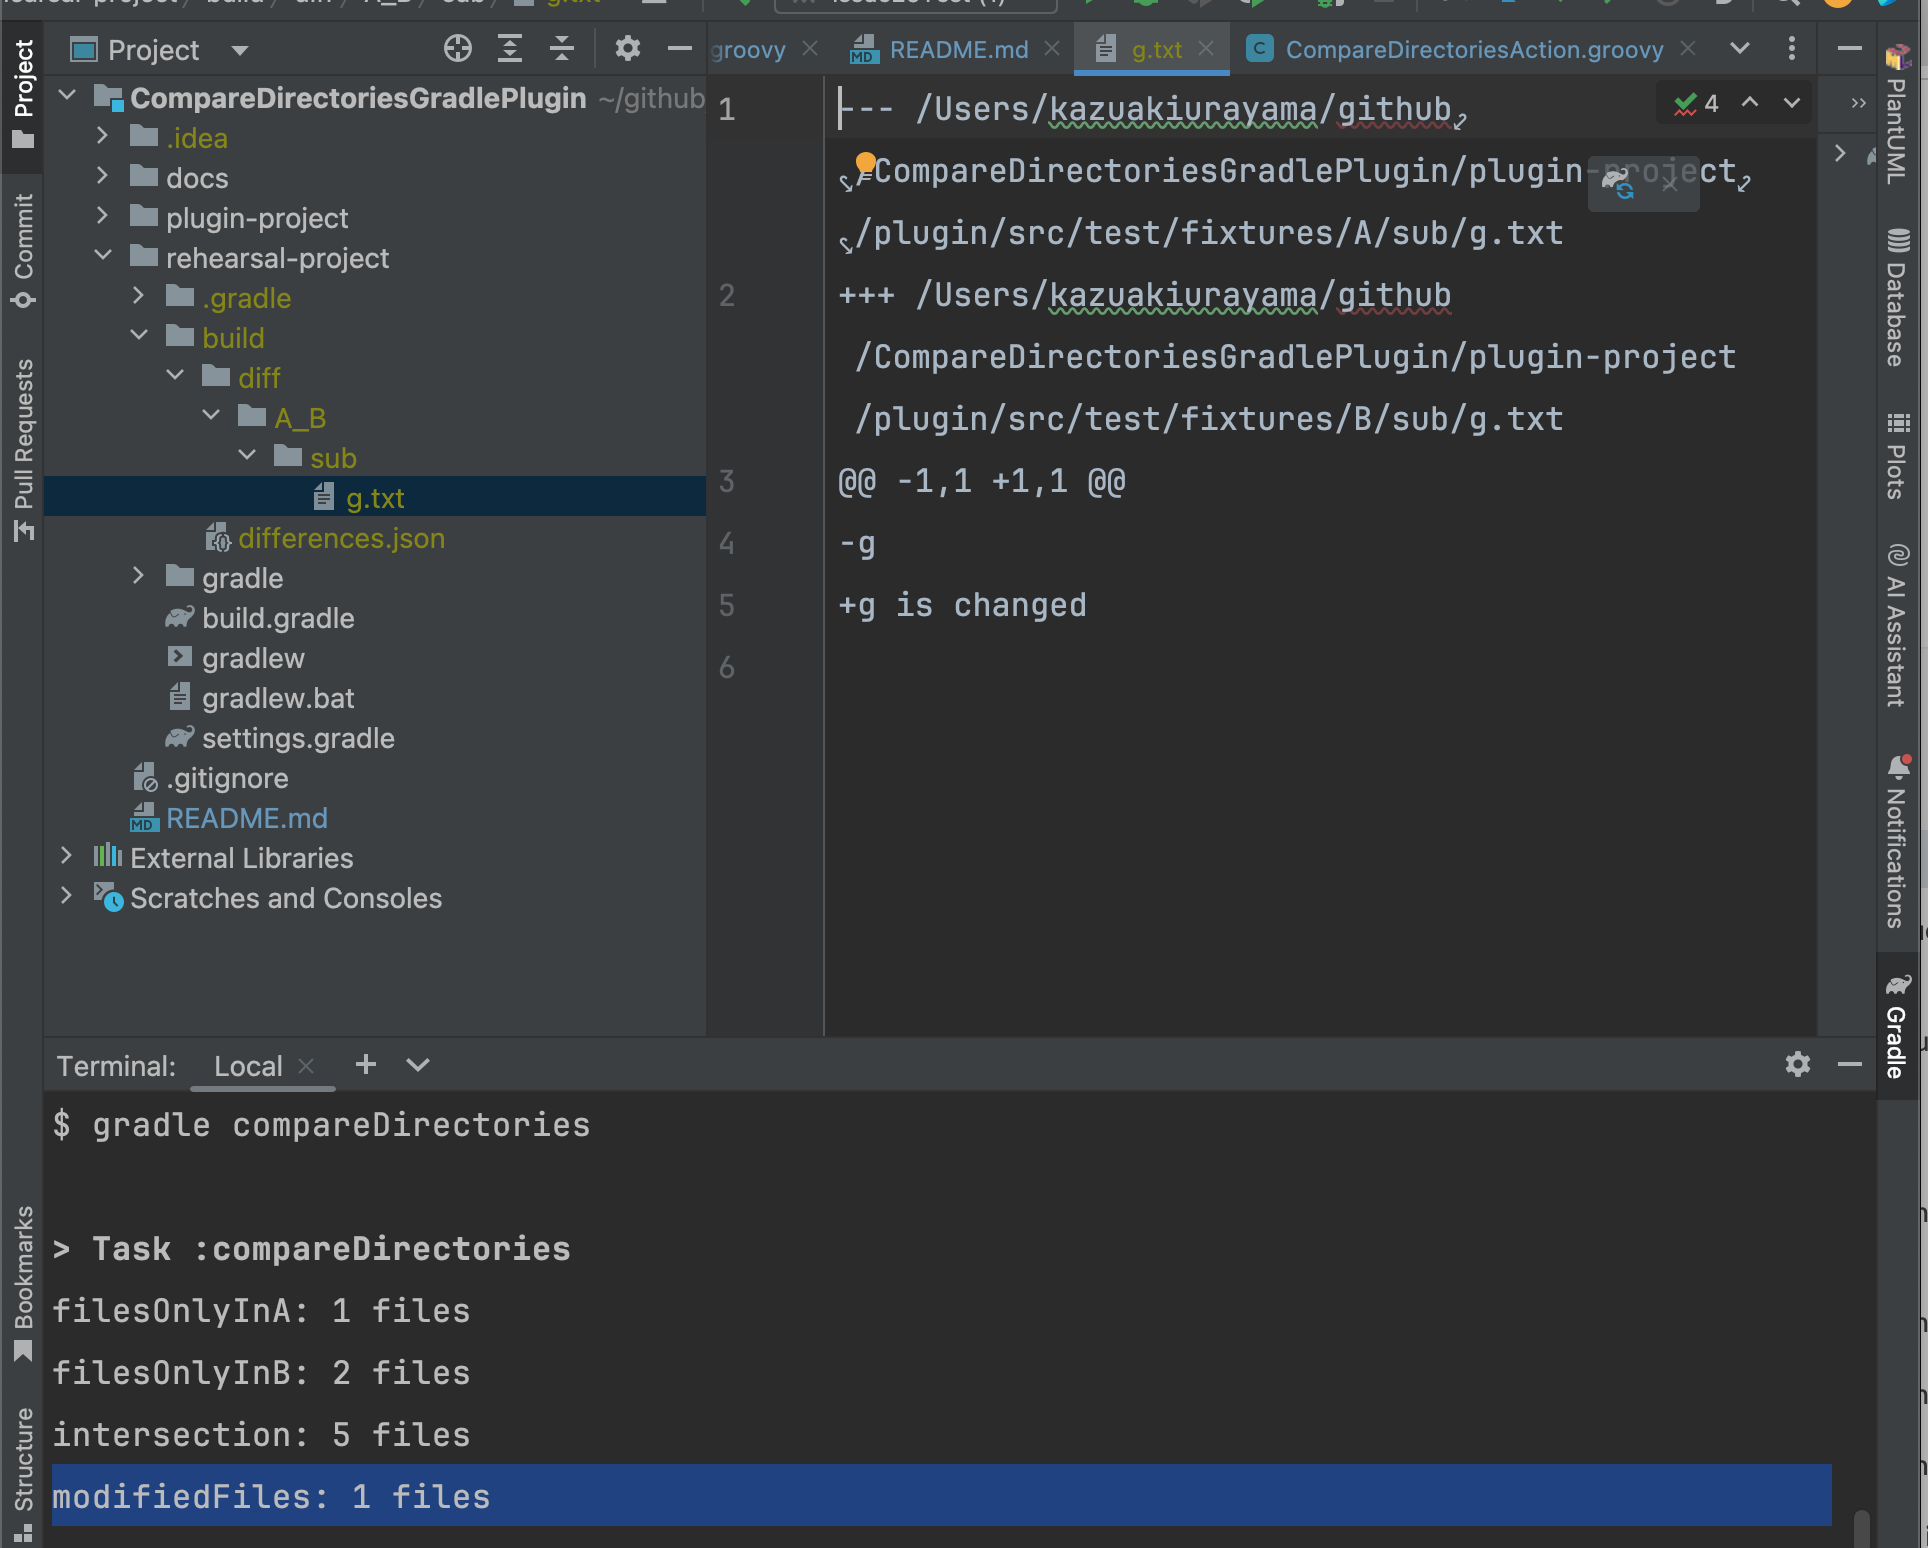 Project
groovy
README.md
g.txt
CompareDirectoriesAction.groovy
CompareDirectoriesGradlePlugin ~/github
.idea
docs
plugin-project
rehearsal-project
.gradle
build
diff
A_B
sub
g.txt
differences.json
gradle
build.gradle
gradlew
gradlew.bat
settings.gradle
.gitignore
README.md
External Libraries
Scratches and Consoles
1
--- /Users/kazuakiurayama/github
/CompareDirectoriesGradlePlugin/plugin-project
/plugin/src/test/fixtures/A/sub/g.txt
2
+++ /Users/kazuakiurayama/github
/CompareDirectoriesGradlePlugin/plugin-project
/plugin/src/test/fixtures/B/sub/g.txt
3
@@ -1,1 +1,1 @@
4
-g
5
+g is changed
6
4
Project
Commit
Pull Requests
Bookmarks
Structure
PlantUML
Database
Plots
AI Assistant
Notifications
Gradle
Terminal:
Local
$ gradle compareDirectories
> Task :compareDirectories
filesOnlyInA: 1 files
filesOnlyInB: 2 files
intersection: 5 files
modifiedFiles: 1 files